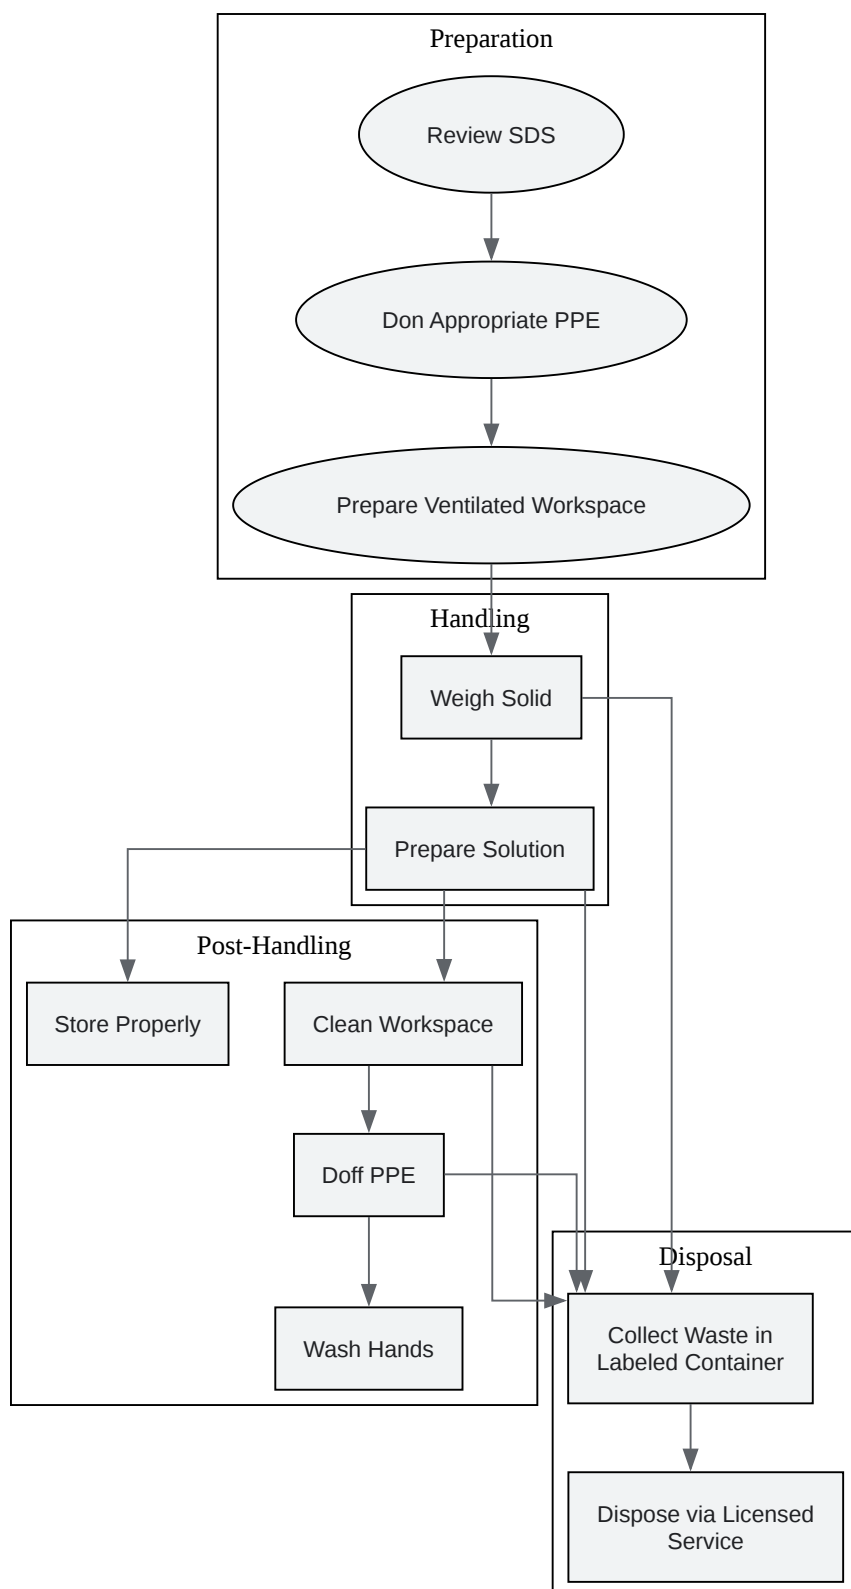 Preparation
Review SDS
Don Appropriate PPE
Prepare Ventilated Workspace
Handling
Weigh Solid
Prepare Solution
Post-Handling
Store Properly
Clean Workspace
Doff PPE
Wash Hands
Disposal
Collect Waste in
Labeled Container
Dispose via Licensed
Service